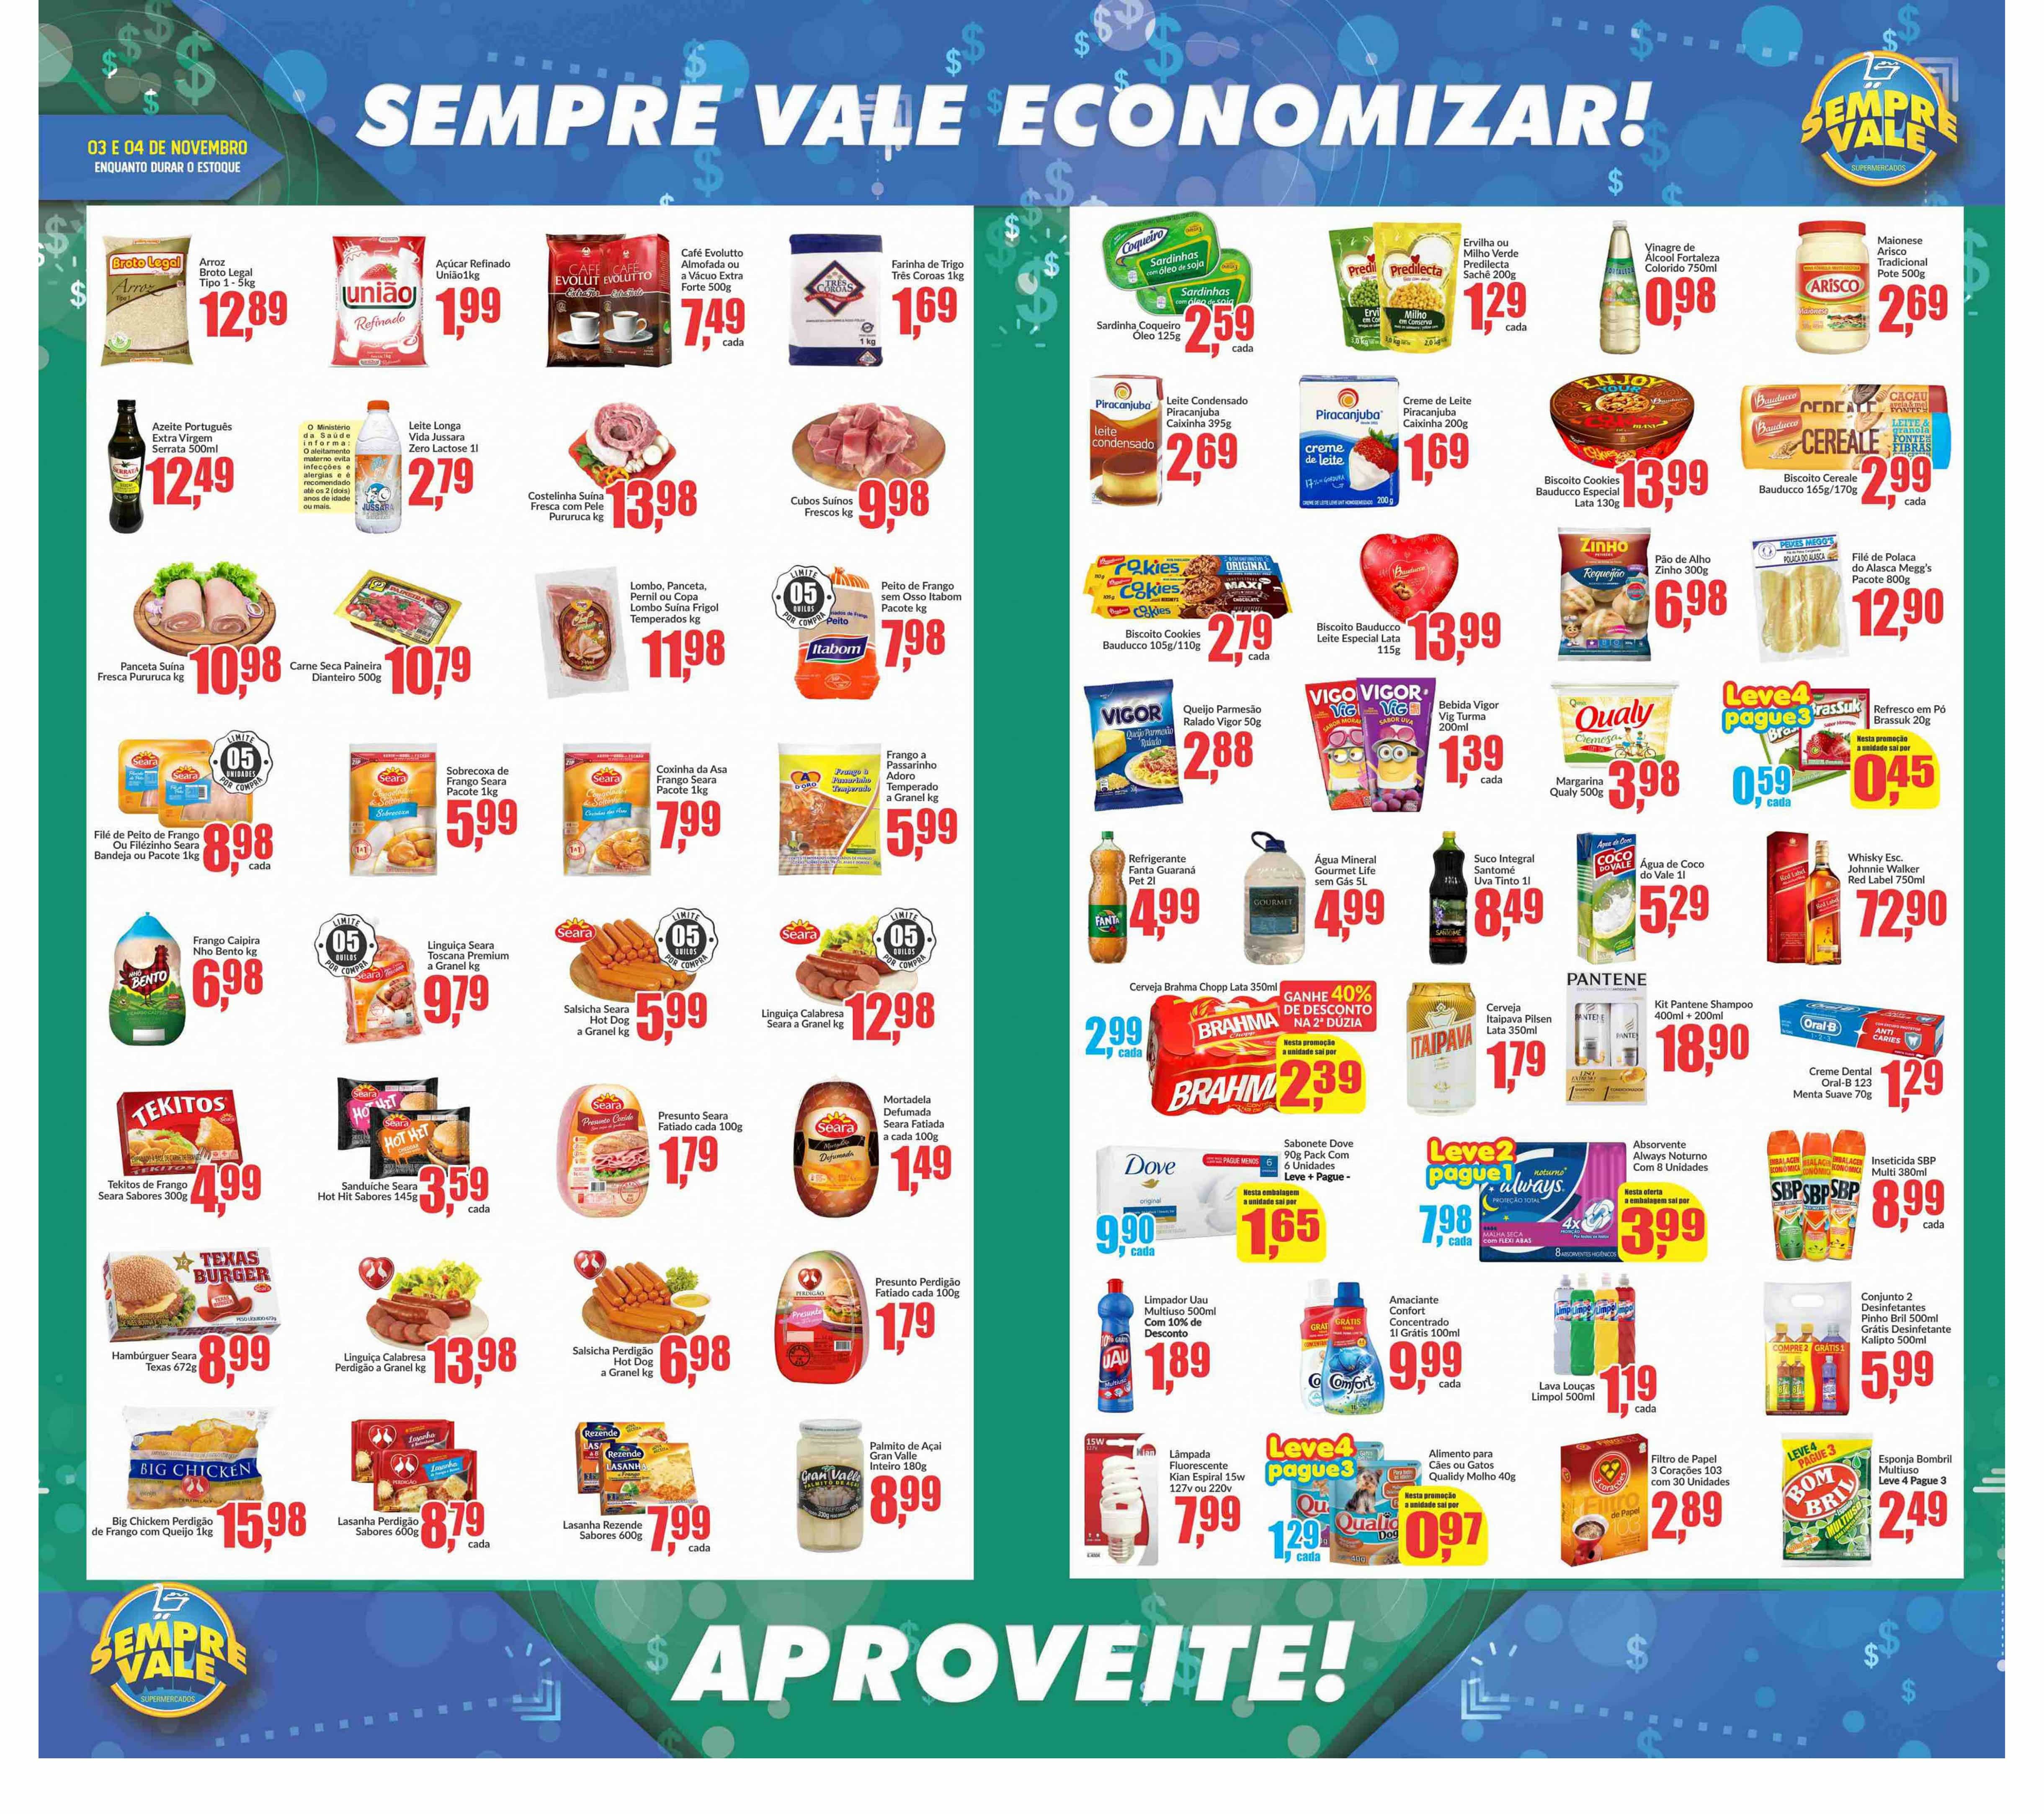 SEMPRE VALE ECONOMIZAR!
03 E 04 DE NOVEMBRO
ENQUANTO DURAR O ESTOQUE
SEMPRE
VALE
SUPERMERCADOS
Arroz
Broto Legal
Tipo 1 - 5kg
12,89
Açúcar Refinado
União1kg
1,99
Café Evolutto
Almofada ou
a Vácuo Extra
Forte 500g
7,49
cada
Farinha de Trigo
Três Coroas 1kg
1,69
Azeite Português
Extra Virgem
Serrata 500ml
12,49
O Ministério
da Saúde
informa:
O aleitamento
materno evita
infecções e
alergias e é
recomendado
até os 2 (dois)
anos de idade
ou mais.
Leite Longa
Vida Jussara
Zero Lactose 1l
2,79
Costelinha Suína
Fresca com Pele
Pururuca kg
13,98
Cubos Suínos
Frescos kg
9,98
Panceta Suína
Fresca Pururuca kg
10,98
Carne Seca Paineira
Dianteiro 500g
10,79
Lombo, Panceta,
Pernil ou Copa
Lombo Suína Frigol
Temperados kg
11,98
LIMITE
05
QUILOS
POR COMPRA
Peito de Frango
sem Osso Itabom
Pacote kg
7,98
LIMITE
05
UNIDADES
POR COMPRA
Filé de Peito de Frango
Ou Filézinho Seara
Bandeja ou Pacote 1kg
8,98
cada
Sobrecoxa de
Frango Seara
Pacote 1kg
5,99
Coxinha da Asa
Frango Seara
Pacote 1kg
7,99
Frango a
Passarinho
Adoro
Temperado
a Granel kg
5,99
Frango Caipira
Nho Bento kg
6,98
LIMITE
05
QUILOS
POR COMPRA
Linguiça Seara
Toscana Premium
a Granel kg
9,79
LIMITE
05
QUILOS
POR COMPRA
Salsicha Seara
Hot Dog
a Granel kg
5,99
LIMITE
05
QUILOS
POR COMPRA
Linguiça Calabresa
Seara a Granel kg
12,98
Tekitos de Frango
Seara Sabores 300g
4,99
Sanduíche Seara
Hot Hit Sabores 145g
3,59
cada
Presunto Seara
Fatiado cada 100g
1,79
Mortadela
Defumada
Seara Fatiada
a cada 100g
1,49
Hambúrguer Seara
Texas 672g
8,99
Linguiça Calabresa
Perdigão a Granel kg
13,98
Salsicha Perdigão
Hot Dog
a Granel kg
6,98
Presunto Perdigão
Fatiado cada 100g
1,79
Big Chickem Perdigão
de Frango com Queijo 1kg
15,98
Lasanha Perdigão
Sabores 600g
8,79
cada
Lasanha Rezende
Sabores 600g
7,99
cada
Palmito de Açai
Gran Valle
Inteiro 180g
8,99
Sardinha Coqueiro
Óleo 125g
2,59
cada
Ervilha ou
Milho Verde
Predilecta
Sachê 200g
1,29
cada
Vinagre de
Álcool Fortaleza
Colorido 750ml
0,98
Maionese
Arisco
Tradicional
Pote 500g
2,69
Leite Condensado
Piracanjuba
Caixinha 395g
2,69
Creme de Leite
Piracanjuba
Caixinha 200g
1,69
Biscoito Cookies
Bauducco Especial
Lata 130g
13,99
Biscoito Cereale
Bauducco 165g/170g
2,99
cada
Biscoito Cookies
Bauducco 105g/110g
2,79
cada
Biscoito Bauducco
Leite Especial Lata
115g
13,99
Pão de Alho
Zinho 300g
6,98
Filé de Polaca
do Alasca Megg's
Pacote 800g
12,90
Queijo Parmesão
Ralado Vigor 50g
2,88
Bebida Vigor
Vig Turma
200ml
1,39
cada
Margarina
Qualy 500g
3,98
Leve4
pague3
Refresco em Pó
Brassuk 20g
0,59
cada
Nesta promoção
a unidade sai por
0,45
Refrigerante
Fanta Guaraná
Pet 2l
4,99
Água Mineral
Gourmet Life
sem Gás 5L
4,99
Suco Integral
Santomé
Uva Tinto 1l
8,49
Água de Coco
do Vale 1l
5,29
Whisky Esc.
Johnnie Walker
Red Label 750ml
72,90
Cerveja Brahma Chopp Lata 350ml
GANHE 40%
DE DESCONTO
NA 2ª DÚZIA
2,99
cada
Nesta promoção
a unidade sai por
2,39
Cerveja
Itaipava Pilsen
Lata 350ml
1,79
PANTENE
Kit Pantene Shampoo
400ml + 200ml
18,90
Creme Dental
Oral-B 123
Menta Suave 70g
1,29
Sabonete Dove
90g Pack Com
6 Unidades
Leve + Pague -
9,90
cada
Nesta embalagem
a unidade sai por
1,65
Leve2
pague1
Absorvente
Always Noturno
Com 8 Unidades
7,98
cada
Nesta oferta
a embalagem sai por
3,99
Inseticida SBP
Multi 380ml
8,99
cada
Limpador Uau
Multiuso 500ml
Com 10% de
Desconto
1,89
Amaciante
Confort
Concentrado
1l Grátis 100ml
9,99
cada
Lava Louças
Limpol 500ml
1,19
cada
Conjunto 2
Desinfetantes
Pinho Bril 500ml
Grátis Desinfetante
Kalipto 500ml
5,99
Lâmpada
Fluorescente
Kian Espiral 15w
127v ou 220v
7,99
Leve4
pague3
Alimento para
Cães ou Gatos
Qualidy Molho 40g
1,29
cada
Nesta promoção
a unidade sai por
0,97
Filtro de Papel
3 Corações 103
com 30 Unidades
2,89
Esponja Bombril
Multiuso
Leve 4 Pague 3
2,49
SEMPRE
VALE
SUPERMERCADOS
APROVEITE!